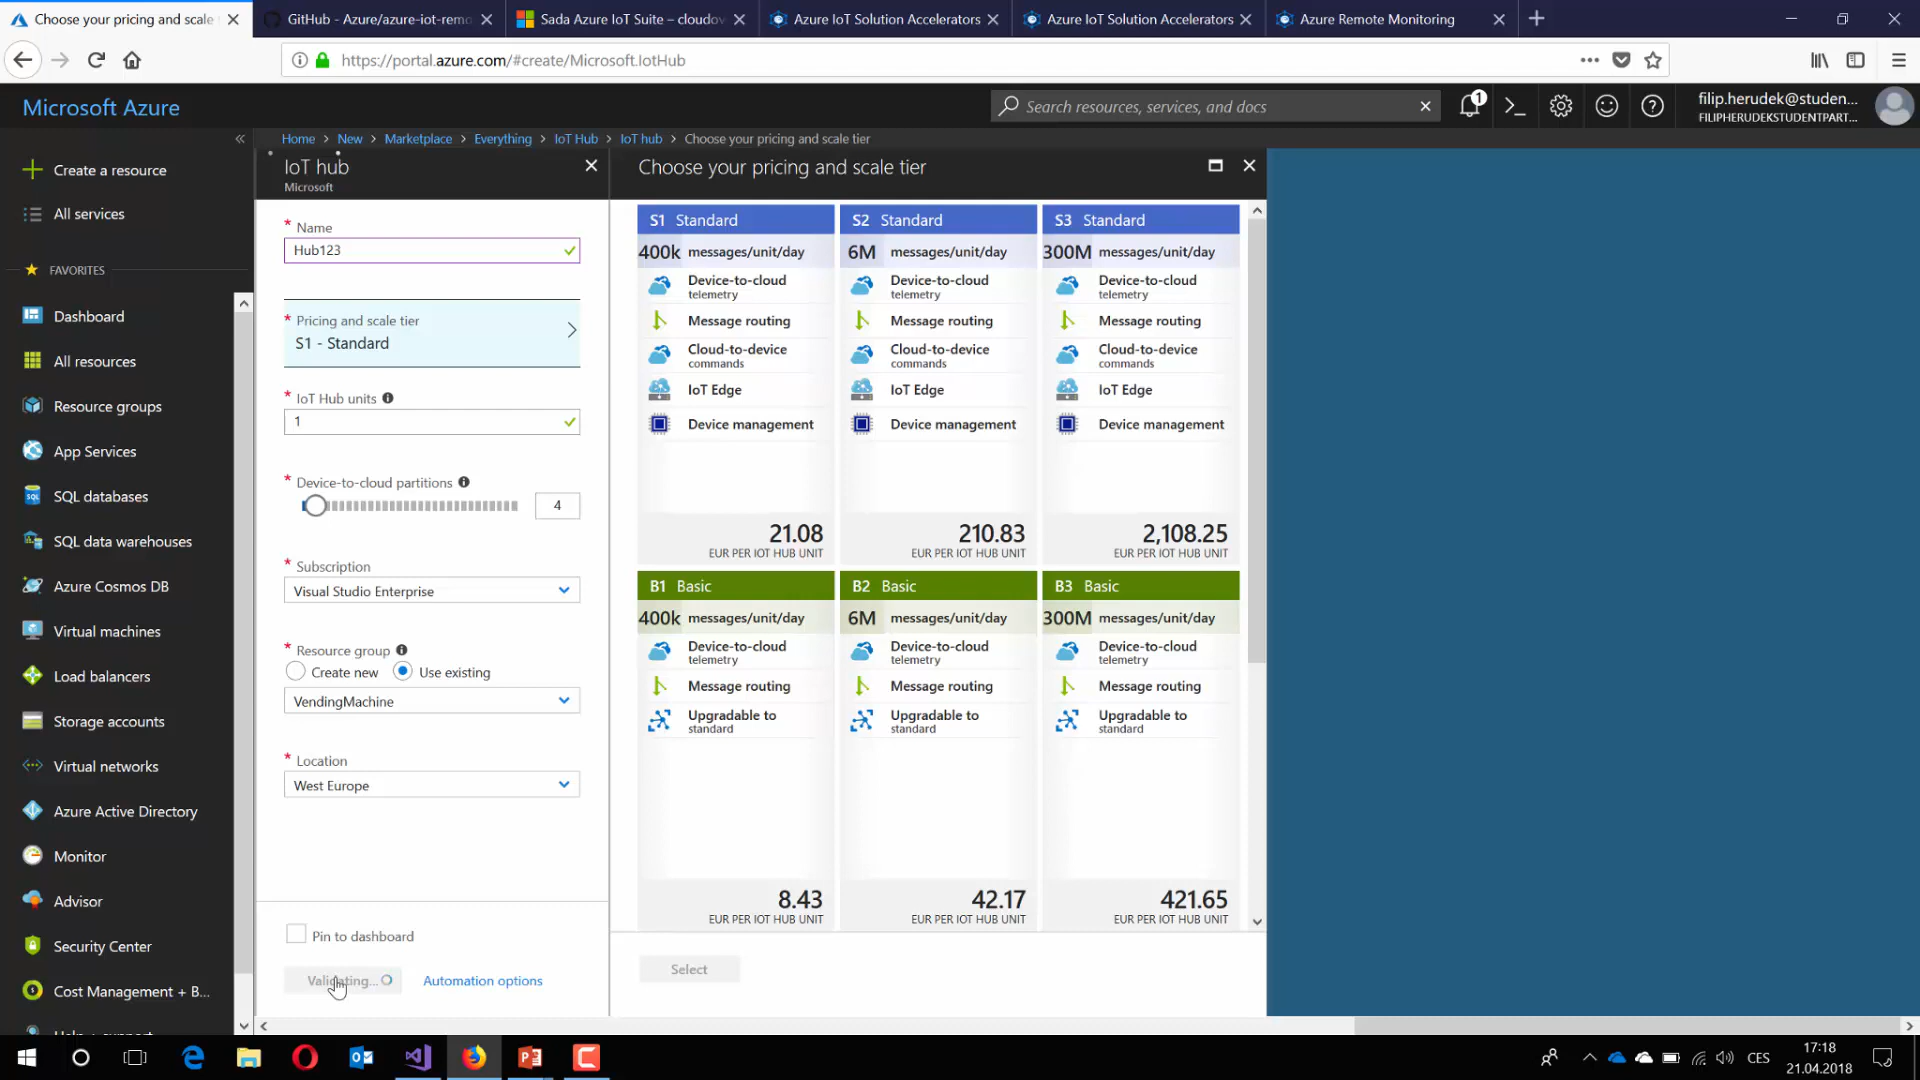 Choose your pricing and scale
GitHub - Azure/azure-iot-remo
Sada Azure IoT Suite – cloudov
Azure IoT Solution Accelerators
Azure IoT Solution Accelerators
Azure Remote Monitoring
https://portal.azure.com/#create/Microsoft.IotHub
Microsoft Azure
Search resources, services, and docs
1
filip.herudek@studen...
FILIPHERUDEKSTUDENTPART...
Home > New > Marketplace > Everything > IoT Hub > IoT hub > Choose your pricing and scale tier
Create a resource
All services
FAVORITES
Dashboard
All resources
Resource groups
App Services
SQL databases
SQL data warehouses
Azure Cosmos DB
Virtual machines
Load balancers
Storage accounts
Virtual networks
Azure Active Directory
Monitor
Advisor
Security Center
Cost Management + B...
Help + support
IoT hub
Microsoft
* Name
Hub123
* Pricing and scale tier
S1 - Standard
* IoT Hub units
1
* Device-to-cloud partitions
4
* Subscription
Visual Studio Enterprise
* Resource group
Create new Use existing
VendingMachine
* Location
West Europe
Pin to dashboard
Validating...
Automation options
Choose your pricing and scale tier
S1 Standard
400k messages/unit/day
Device-to-cloud
telemetry
Message routing
Cloud-to-device
commands
IoT Edge
Device management
21.08
EUR PER IOT HUB UNIT
S2 Standard
6M messages/unit/day
Device-to-cloud
telemetry
Message routing
Cloud-to-device
commands
IoT Edge
Device management
210.83
EUR PER IOT HUB UNIT
S3 Standard
300M messages/unit/day
Device-to-cloud
telemetry
Message routing
Cloud-to-device
commands
IoT Edge
Device management
2,108.25
EUR PER IOT HUB UNIT
B1 Basic
400k messages/unit/day
Device-to-cloud
telemetry
Message routing
Upgradable to
standard
8.43
EUR PER IOT HUB UNIT
B2 Basic
6M messages/unit/day
Device-to-cloud
telemetry
Message routing
Upgradable to
standard
42.17
EUR PER IOT HUB UNIT
B3 Basic
300M messages/unit/day
Device-to-cloud
telemetry
Message routing
Upgradable to
standard
421.65
EUR PER IOT HUB UNIT
Select
CES
17:18
21.04.2018